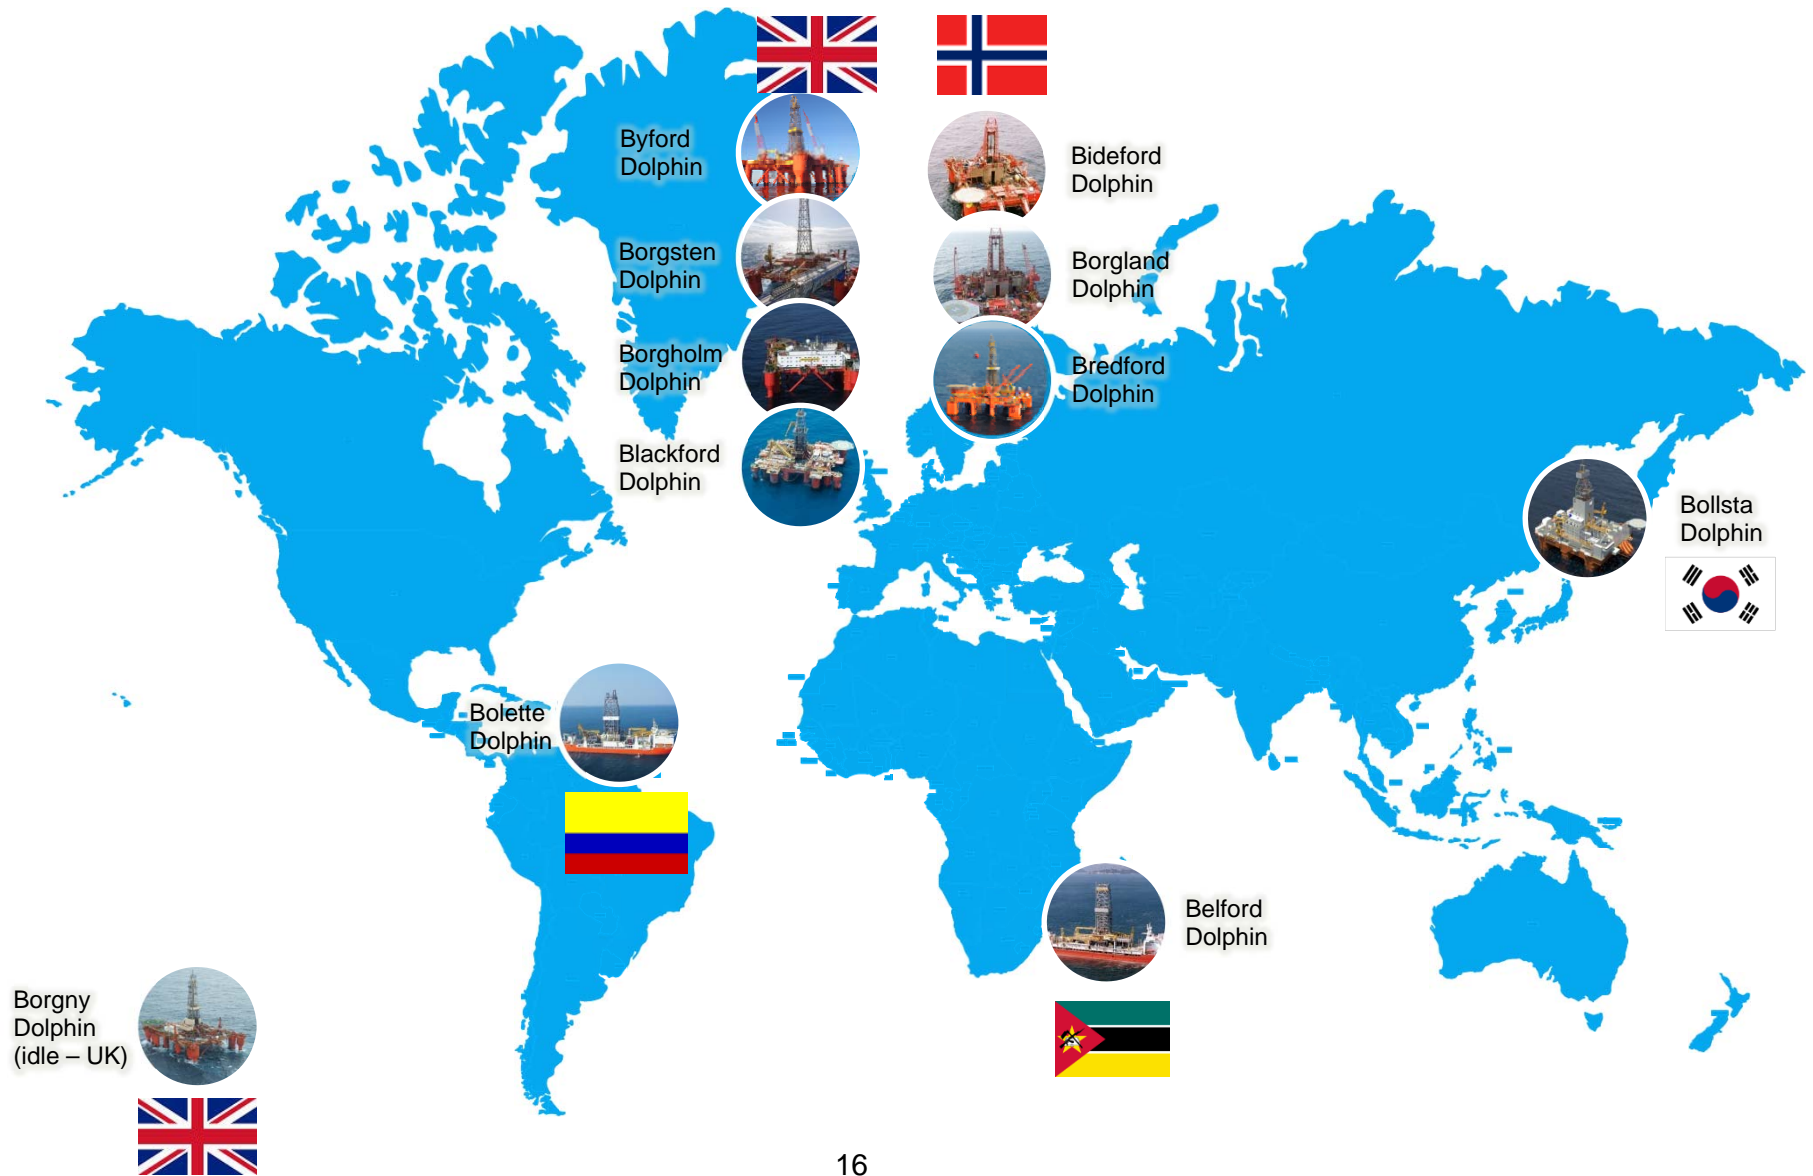 Byford
Dolphin
Bideford
Dolphin
Borgsten
Dolphin
Borgland
Dolphin
Borgholm
Dolphin
Bredford
Dolphin
Blackford
Dolphin
Bollsta
Dolphin
Bolette
Dolphin
Belford
Dolphin
Borgny
Dolphin
(idle – UK)
16